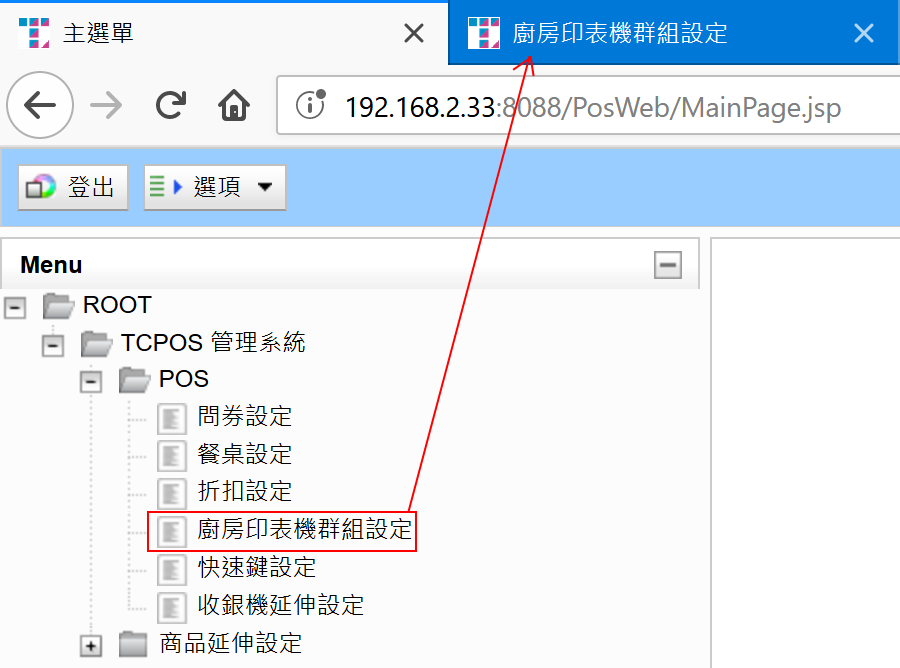 主選單
廚房印表機群組設定
192.168.2.33:8088/PosWeb/MainPage.jsp
登出
選項
Menu
ROOT
TCPOS 管理系統
POS
問券設定
餐桌設定
折扣設定
廚房印表機群組設定
快速鍵設定
收銀機延伸設定
商品延伸設定